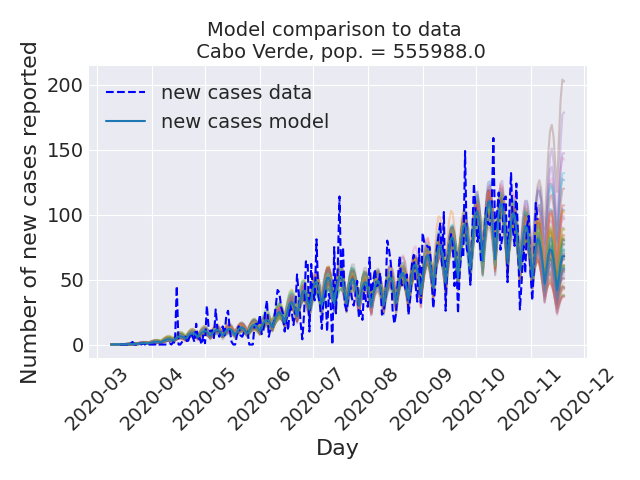 Model comparison to data
Cabo Verde, pop. = 555988.0
Number of new cases reported
200
150
100
50
0
new cases data
new cases model
2020-03
2020-04
2020-05
2020-06
2020-07
2020-08
2020-09
2020-10
2020-11
2020-12
Day